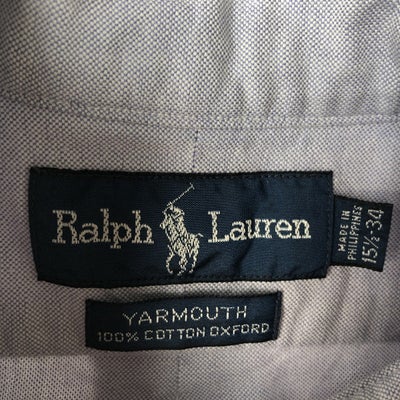 Ralph Lauren
MADE IN
PHILIPPINES
15½-34
YARMOUTH
100% COTTON OXFORD